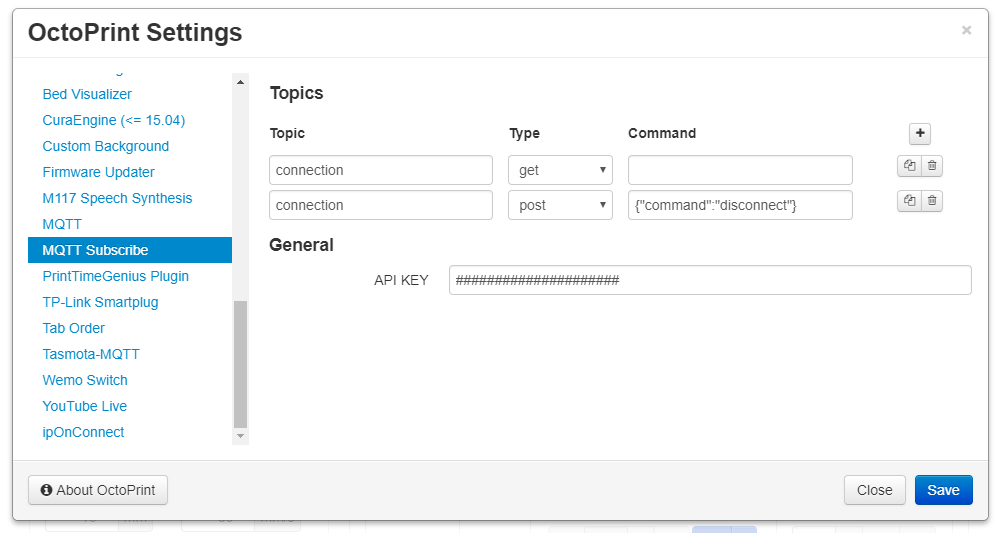 OctoPrint Settings
×
Bed Visualizer
CuraEngine (<= 15.04)
Custom Background
Firmware Updater
M117 Speech Synthesis
MQTT
MQTT Subscribe
PrintTimeGenius Plugin
TP-Link Smartplug
Tab Order
Tasmota-MQTT
Wemo Switch
YouTube Live
ipOnConnect
Topics
Topic Type Command
connection get
connection post {"command":"disconnect"}
General
API KEY #####################
About OctoPrint
Close Save